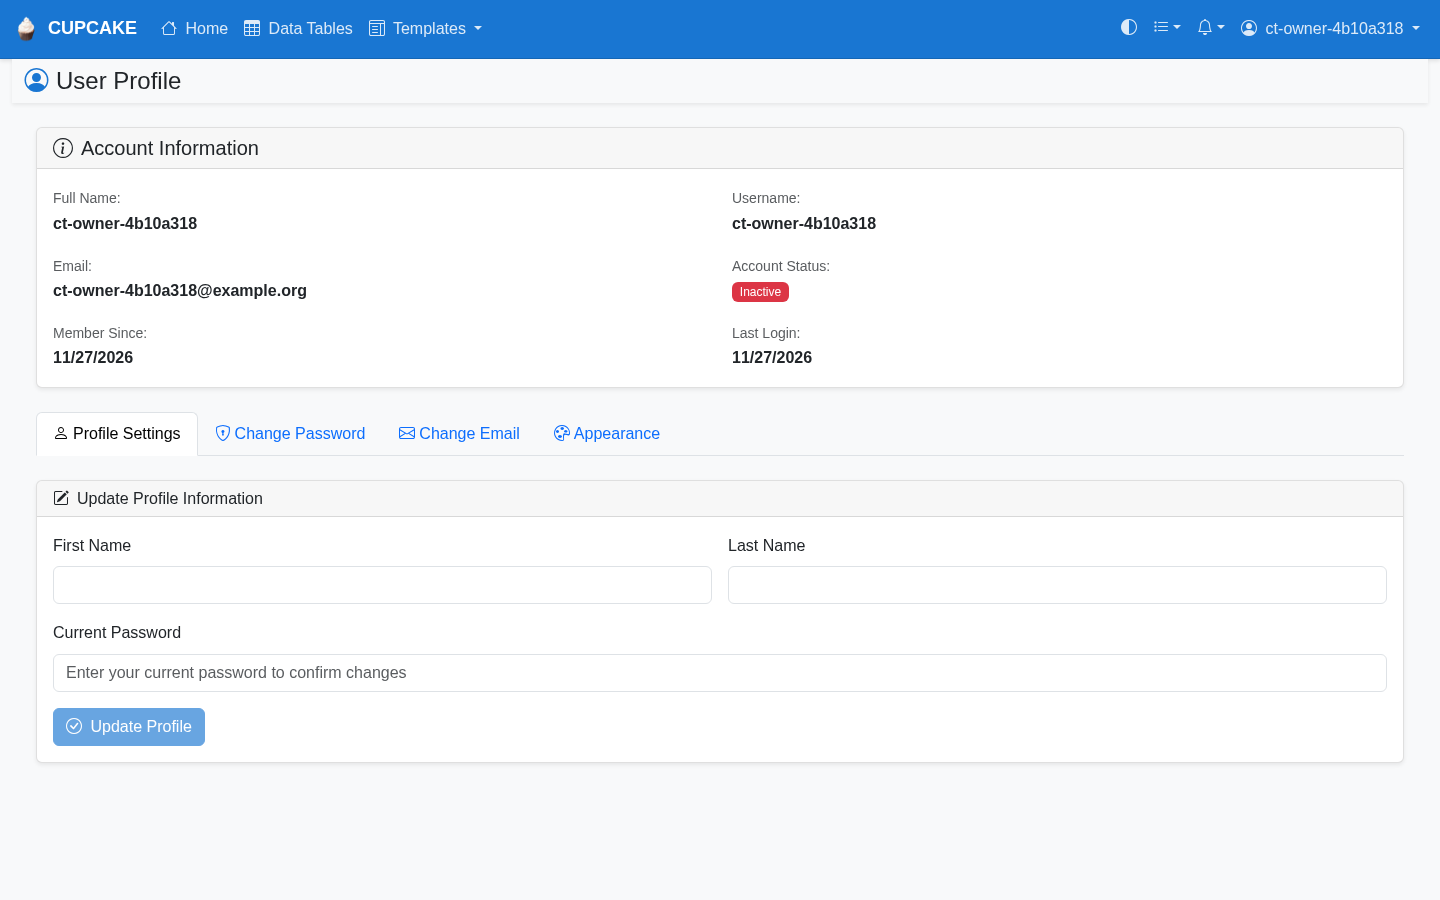 CUPCAKE Home Data Tables Templates ct-owner-4b10a318
User Profile
Account Information
Full Name: Username:
ct-owner-4b10a318 ct-owner-4b10a318
Email: Account Status:
ct-owner-4b10a318@example.org Inactive
Member Since: Last Login:
11/27/2026 11/27/2026
Profile Settings Change Password Change Email Appearance
Update Profile Information
First Name Last Name
Current Password
Enter your current password to confirm changes
Update Profile